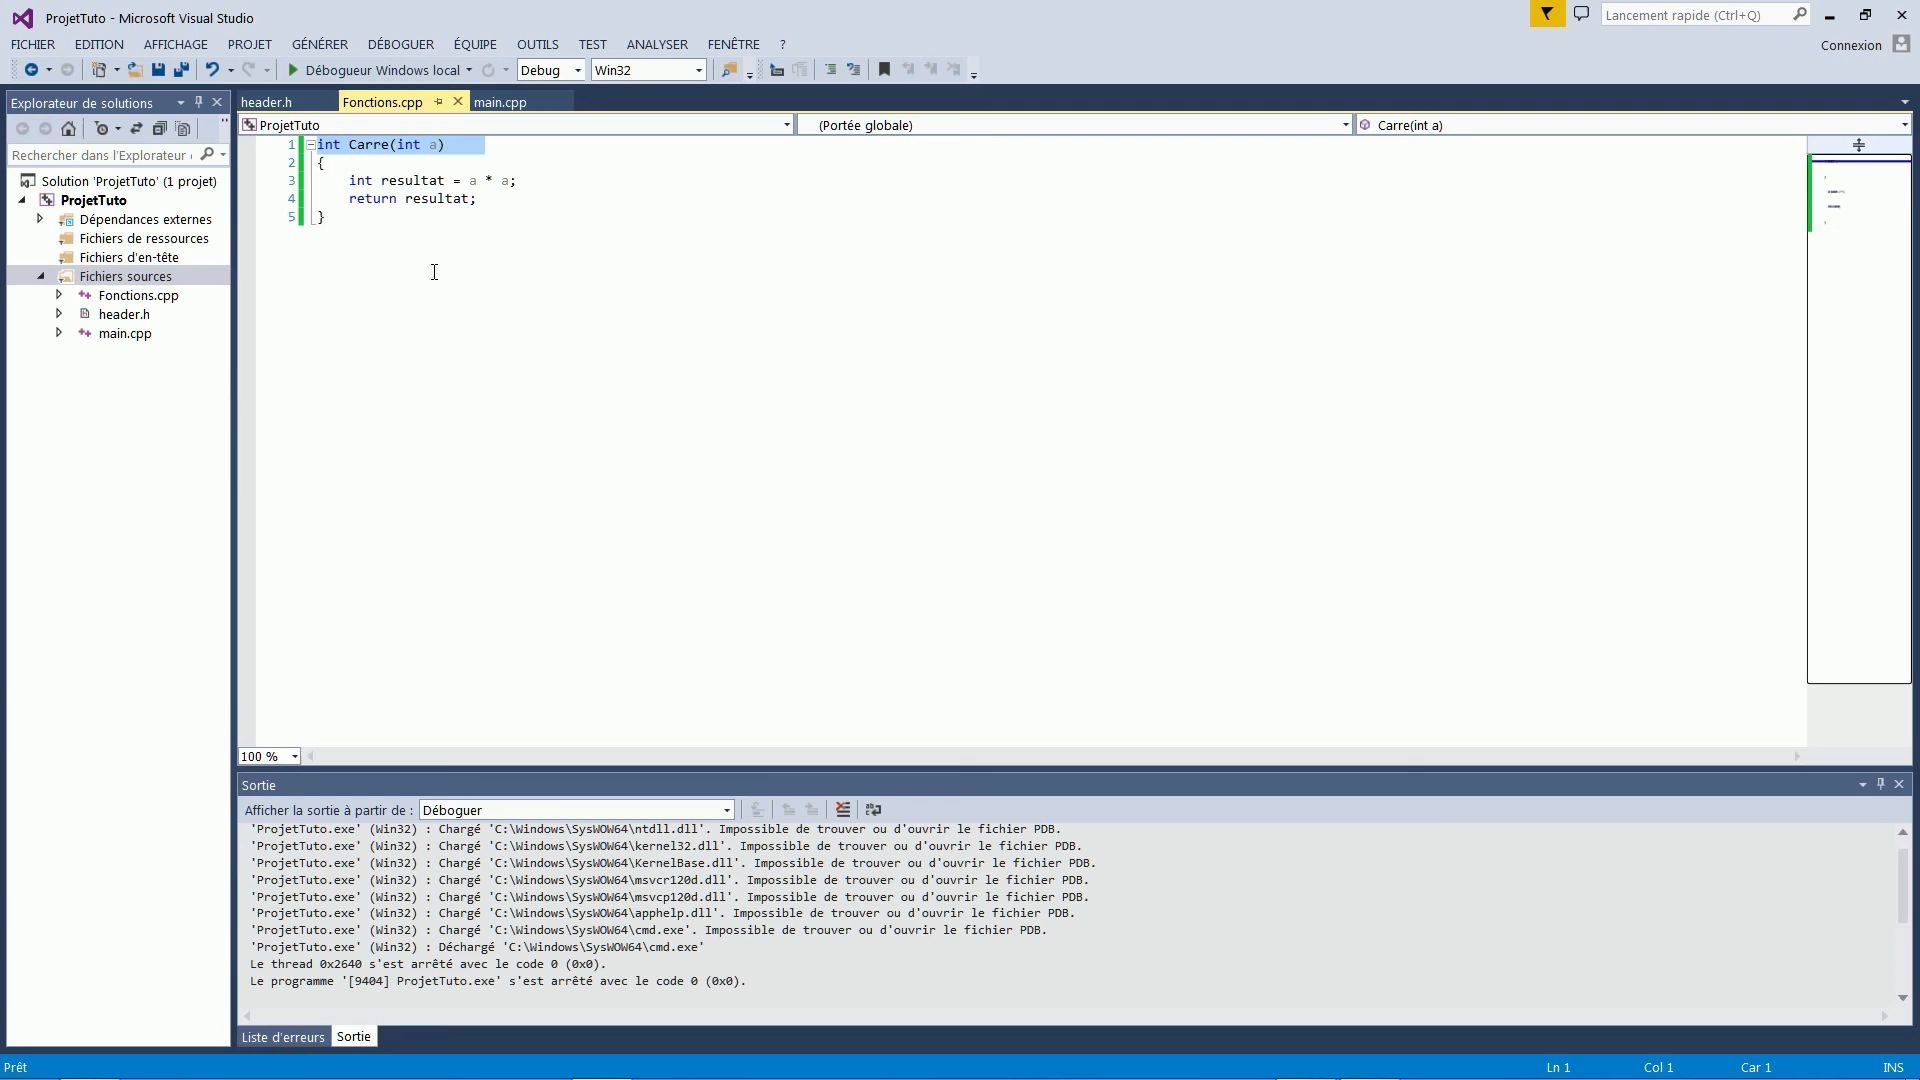 ProjetTuto - Microsoft Visual Studio
Lancement rapide (Ctrl+Q)
FICHIER EDITION AFFICHAGE PROJET GÉNÉRER DÉBOGUER ÉQUIPE OUTILS TEST ANALYSER FENÊTRE ?
Connexion
Débogueur Windows local Debug Win32
Explorateur de solutions
header.h Fonctions.cpp main.cpp
ProjetTuto (Portée globale) Carre(int a)
Rechercher dans l'Explorateur
Solution 'ProjetTuto' (1 projet)
ProjetTuto
Dépendances externes
Fichiers de ressources
Fichiers d'en-tête
Fichiers sources
Fonctions.cpp
header.h
main.cpp
1 int Carre(int a)
2 {
3 int resultat = a * a;
4 return resultat;
5 }
100 %
Sortie
Afficher la sortie à partir de : Déboguer
'ProjetTuto.exe' (Win32) : Chargé 'C:\Windows\SysWOW64\ntdll.dll'. Impossible de trouver ou d'ouvrir le fichier PDB.
'ProjetTuto.exe' (Win32) : Chargé 'C:\Windows\SysWOW64\kernel32.dll'. Impossible de trouver ou d'ouvrir le fichier PDB.
'ProjetTuto.exe' (Win32) : Chargé 'C:\Windows\SysWOW64\KernelBase.dll'. Impossible de trouver ou d'ouvrir le fichier PDB.
'ProjetTuto.exe' (Win32) : Chargé 'C:\Windows\SysWOW64\msvcr120d.dll'. Impossible de trouver ou d'ouvrir le fichier PDB.
'ProjetTuto.exe' (Win32) : Chargé 'C:\Windows\SysWOW64\msvcp120d.dll'. Impossible de trouver ou d'ouvrir le fichier PDB.
'ProjetTuto.exe' (Win32) : Chargé 'C:\Windows\SysWOW64\apphelp.dll'. Impossible de trouver ou d'ouvrir le fichier PDB.
'ProjetTuto.exe' (Win32) : Chargé 'C:\Windows\SysWOW64\cmd.exe'. Impossible de trouver ou d'ouvrir le fichier PDB.
'ProjetTuto.exe' (Win32) : Déchargé 'C:\Windows\SysWOW64\cmd.exe'
Le thread 0x2640 s'est arrêté avec le code 0 (0x0).
Le programme '[9404] ProjetTuto.exe' s'est arrêté avec le code 0 (0x0).
Liste d'erreurs Sortie
Prêt Ln 1 Col 1 Car 1 INS